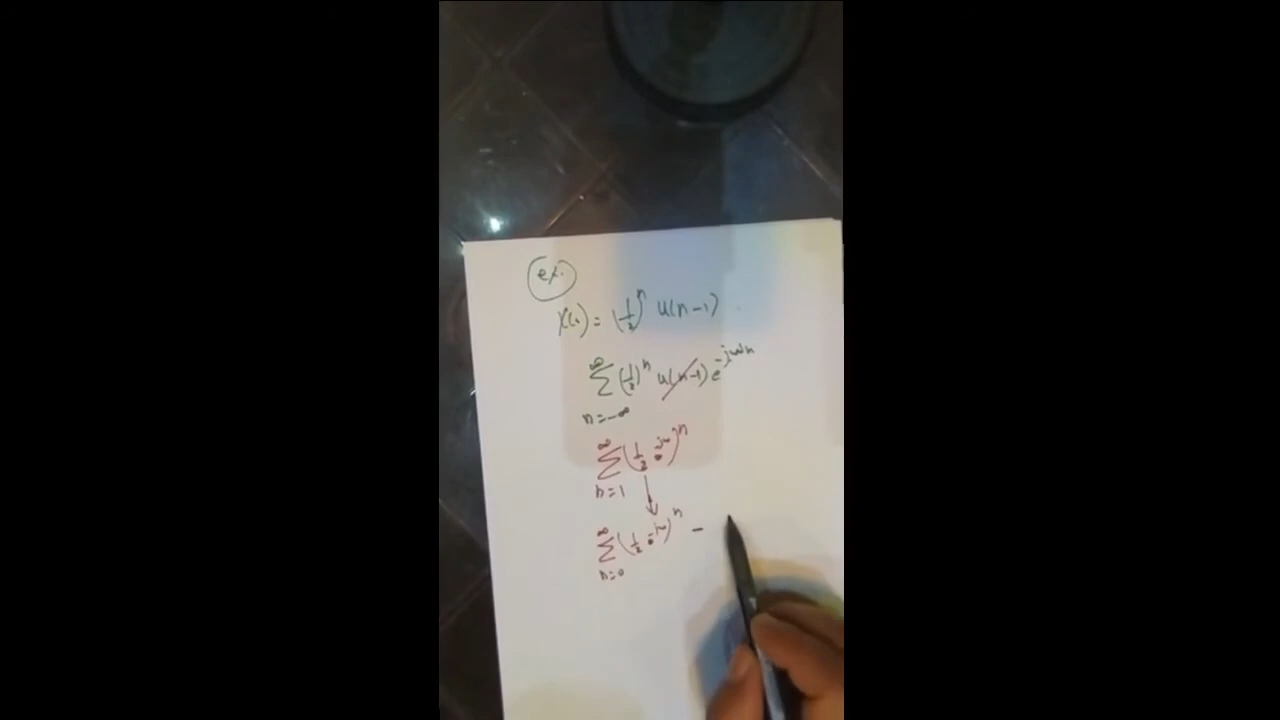 ex.
X(n) = (1/2)^n u(n-1)
∑_{n=-∞}^{∞} (1/2)^n u(n-1) e^{-jωn}
∑_{n=1}^{∞} (1/2 e^{-jω})^n
∑_{n=0}^{∞} (1/2 e^{-jω})^n -